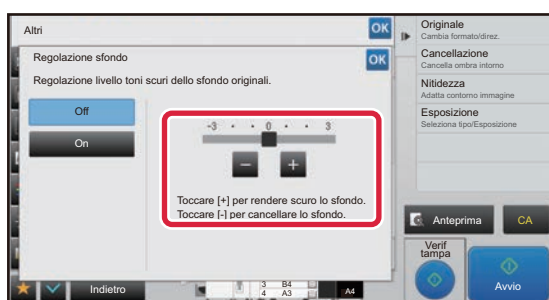 Altri
OK
Regolazione sfondo
OK
Regolazione livello toni scuri dello sfondo originali.
Off
On
-3 • • 0 • • 3
− +
Toccare [+] per rendere scuro lo sfondo.
Toccare [-] per cancellare lo sfondo.
Indietro
3 B4
4 A3
A4
Originale
Cambia formato/direz.
Cancellazione
Cancella ombra intorno
Nitidezza
Adatta contorno immagine
Esposizione
Seleziona tipo/Esposizione
Anteprima
CA
Verif
tampa
Avvio